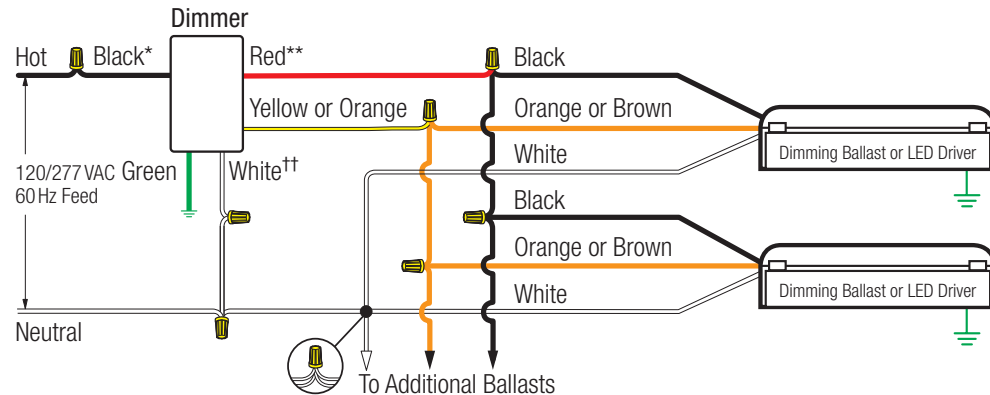 Dimmer
Hot
Black*
Red**
Black
Yellow or Orange
Orange or Brown
White
Dimming Ballast or LED Driver
120/277 VAC
60 Hz Feed
Green
White††
Black
Orange or Brown
White
Dimming Ballast or LED Driver
Neutral
To Additional Ballasts